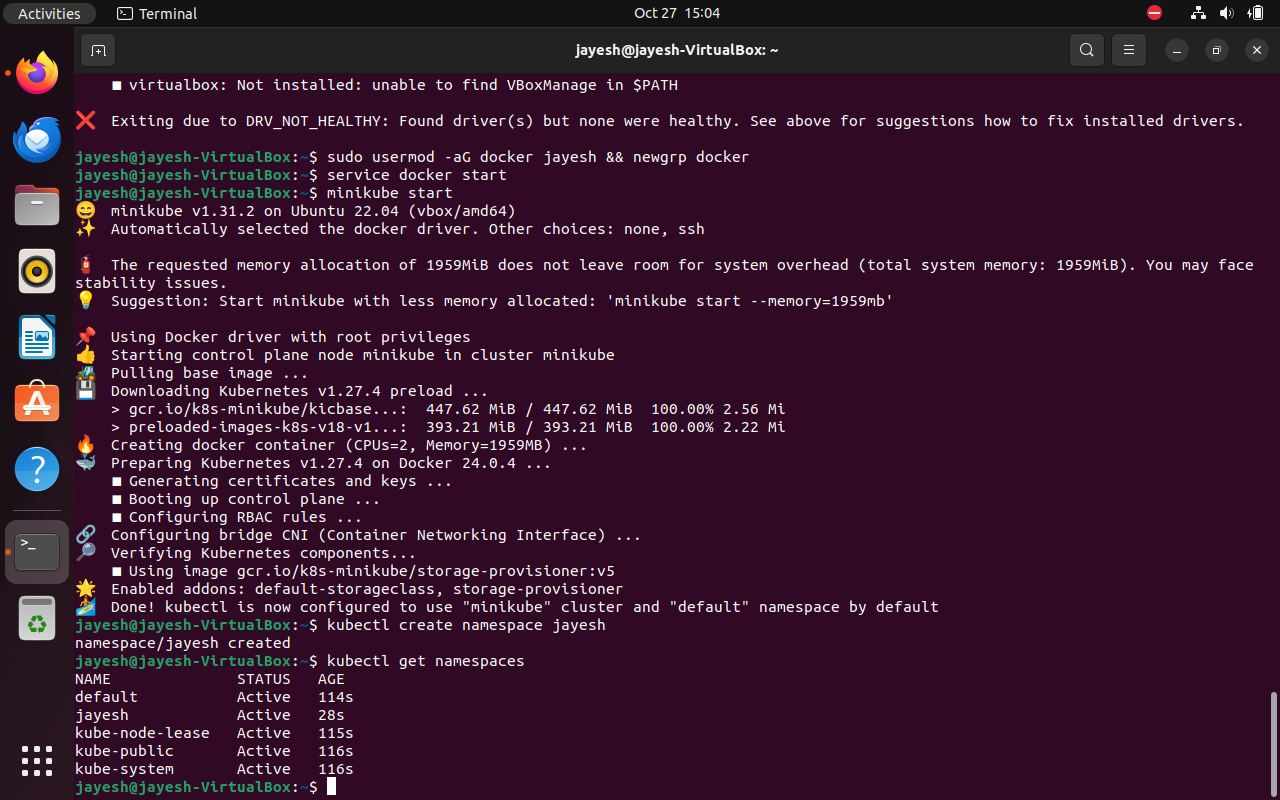 Activities
Terminal
Oct 27 15:04
jayesh@jayesh-VirtualBox: ~
■ virtualbox: Not installed: unable to find VBoxManage in $PATH
❌ Exiting due to DRV_NOT_HEALTHY: Found driver(s) but none were healthy. See above for suggestions how to fix installed drivers.
jayesh@jayesh-VirtualBox:~$ sudo usermod -aG docker jayesh && newgrp docker
jayesh@jayesh-VirtualBox:~$ service docker start
jayesh@jayesh-VirtualBox:~$ minikube start
😄 minikube v1.31.2 on Ubuntu 22.04 (vbox/amd64)
✨ Automatically selected the docker driver. Other choices: none, ssh
🧯 The requested memory allocation of 1959MiB does not leave room for system overhead (total system memory: 1959MiB). You may face
stability issues.
💡 Suggestion: Start minikube with less memory allocated: 'minikube start --memory=1959mb'
📌 Using Docker driver with root privileges
👍 Starting control plane node minikube in cluster minikube
🚜 Pulling base image ...
💾 Downloading Kubernetes v1.27.4 preload ...
> gcr.io/k8s-minikube/kicbase...: 447.62 MiB / 447.62 MiB 100.00% 2.56 Mi
> preloaded-images-k8s-v18-v1...: 393.21 MiB / 393.21 MiB 100.00% 2.22 Mi
🔥 Creating docker container (CPUs=2, Memory=1959MB) ...
🐳 Preparing Kubernetes v1.27.4 on Docker 24.0.4 ...
■ Generating certificates and keys ...
■ Booting up control plane ...
■ Configuring RBAC rules ...
🔗 Configuring bridge CNI (Container Networking Interface) ...
🔎 Verifying Kubernetes components...
■ Using image gcr.io/k8s-minikube/storage-provisioner:v5
🌟 Enabled addons: default-storageclass, storage-provisioner
🏄 Done! kubectl is now configured to use "minikube" cluster and "default" namespace by default
jayesh@jayesh-VirtualBox:~$ kubectl create namespace jayesh
namespace/jayesh created
jayesh@jayesh-VirtualBox:~$ kubectl get namespaces
NAME STATUS AGE
default Active 114s
jayesh Active 28s
kube-node-lease Active 115s
kube-public Active 116s
kube-system Active 116s
jayesh@jayesh-VirtualBox:~$